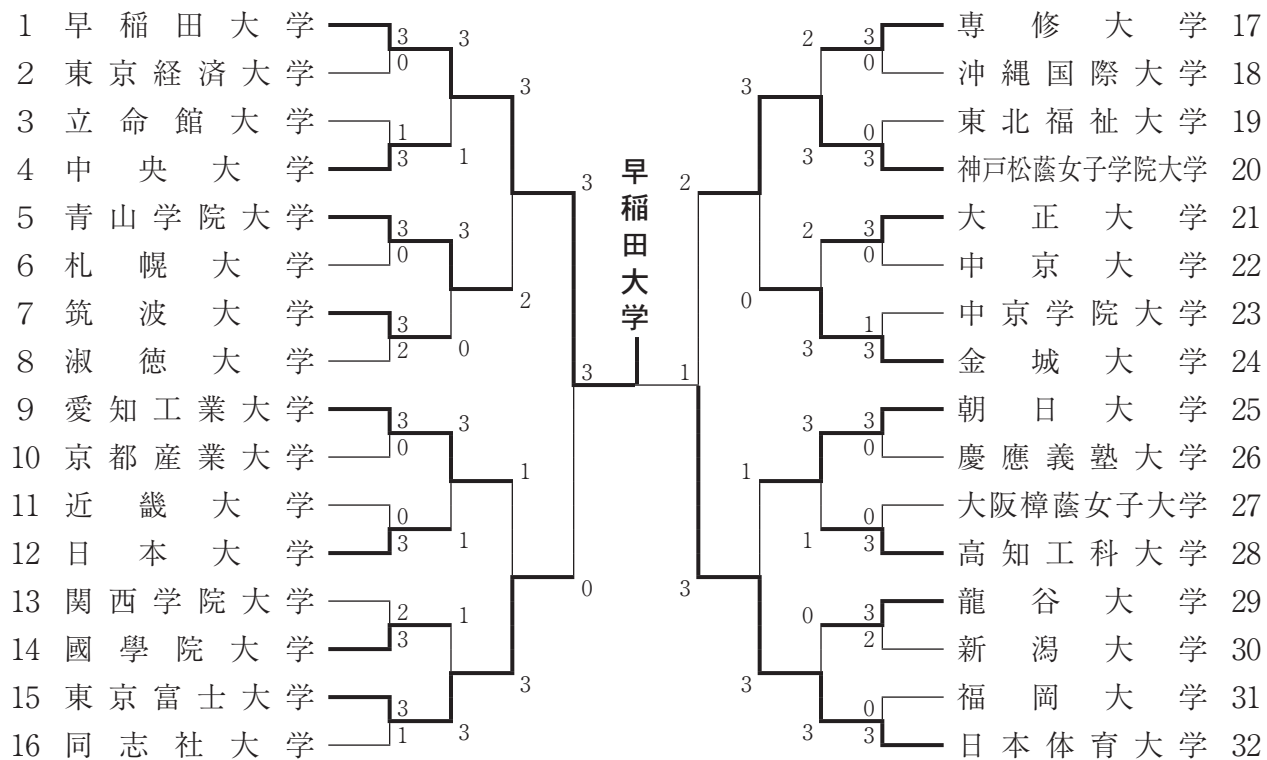 1 早稲田大学
2 東京経済大学
3 立命館大学
4 中央大学
5 青山学院大学
6 札幌大学
7 筑波大学
8 淑徳大学
9 愛知工業大学
10 京都産業大学
11 近畿大学
12 日本大学
13 関西学院大学
14 國學院大学
15 東京富士大学
16 同志社大学
3
0
1
3
3
0
3
2
3
0
0
3
2
3
3
1
3
1
3
0
3
1
1
3
3
2
1
3
3
0
3
早稲田大学
1
2
3
3
0
1
3
2
3
2
3
3
1
0
3
3
0
0
3
3
0
1
3
3
0
0
3
3
2
0
3
専修大学 17
沖縄国際大学 18
東北福祉大学 19
神戸松蔭女子学院大学 20
大正大学 21
中京大学 22
中京学院大学 23
金城大学 24
朝日大学 25
慶應義塾大学 26
大阪樟蔭女子大学 27
高知工科大学 28
龍谷大学 29
新潟大学 30
福岡大学 31
日本体育大学 32